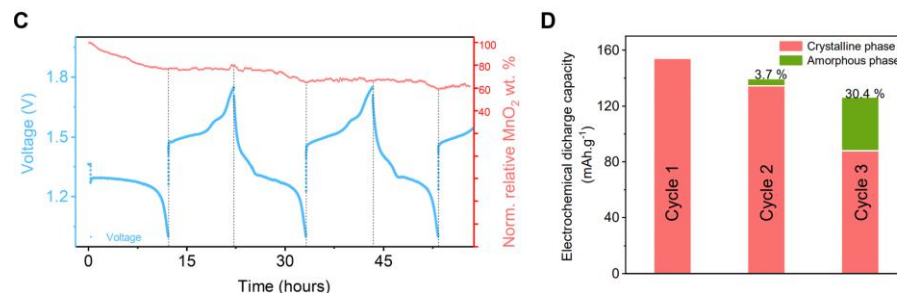 C
Voltage (V)
1.8
1.5
1.2
Voltage
0
15
30
45
Time (hours)
100
80
60
40
Norm. relative MnO2 wt. %
D
Electrochemical dicharge capacity
(mAh.g-1)
160
120
80
40
0
Crystalline phase
Amorphous phase
3.7 %
30.4 %
Cycle 1
Cycle 2
Cycle 3